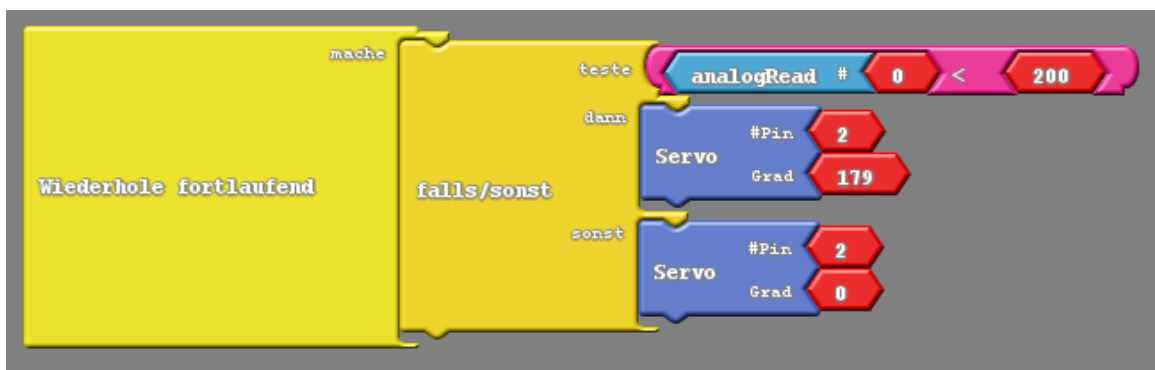 Wiederhole fortlaufend
mache
falls/sonst
teste
analogRead # 0 < 200
dann
Servo
#Pin 2
Grad 179
sonst
Servo
#Pin 2
Grad 0